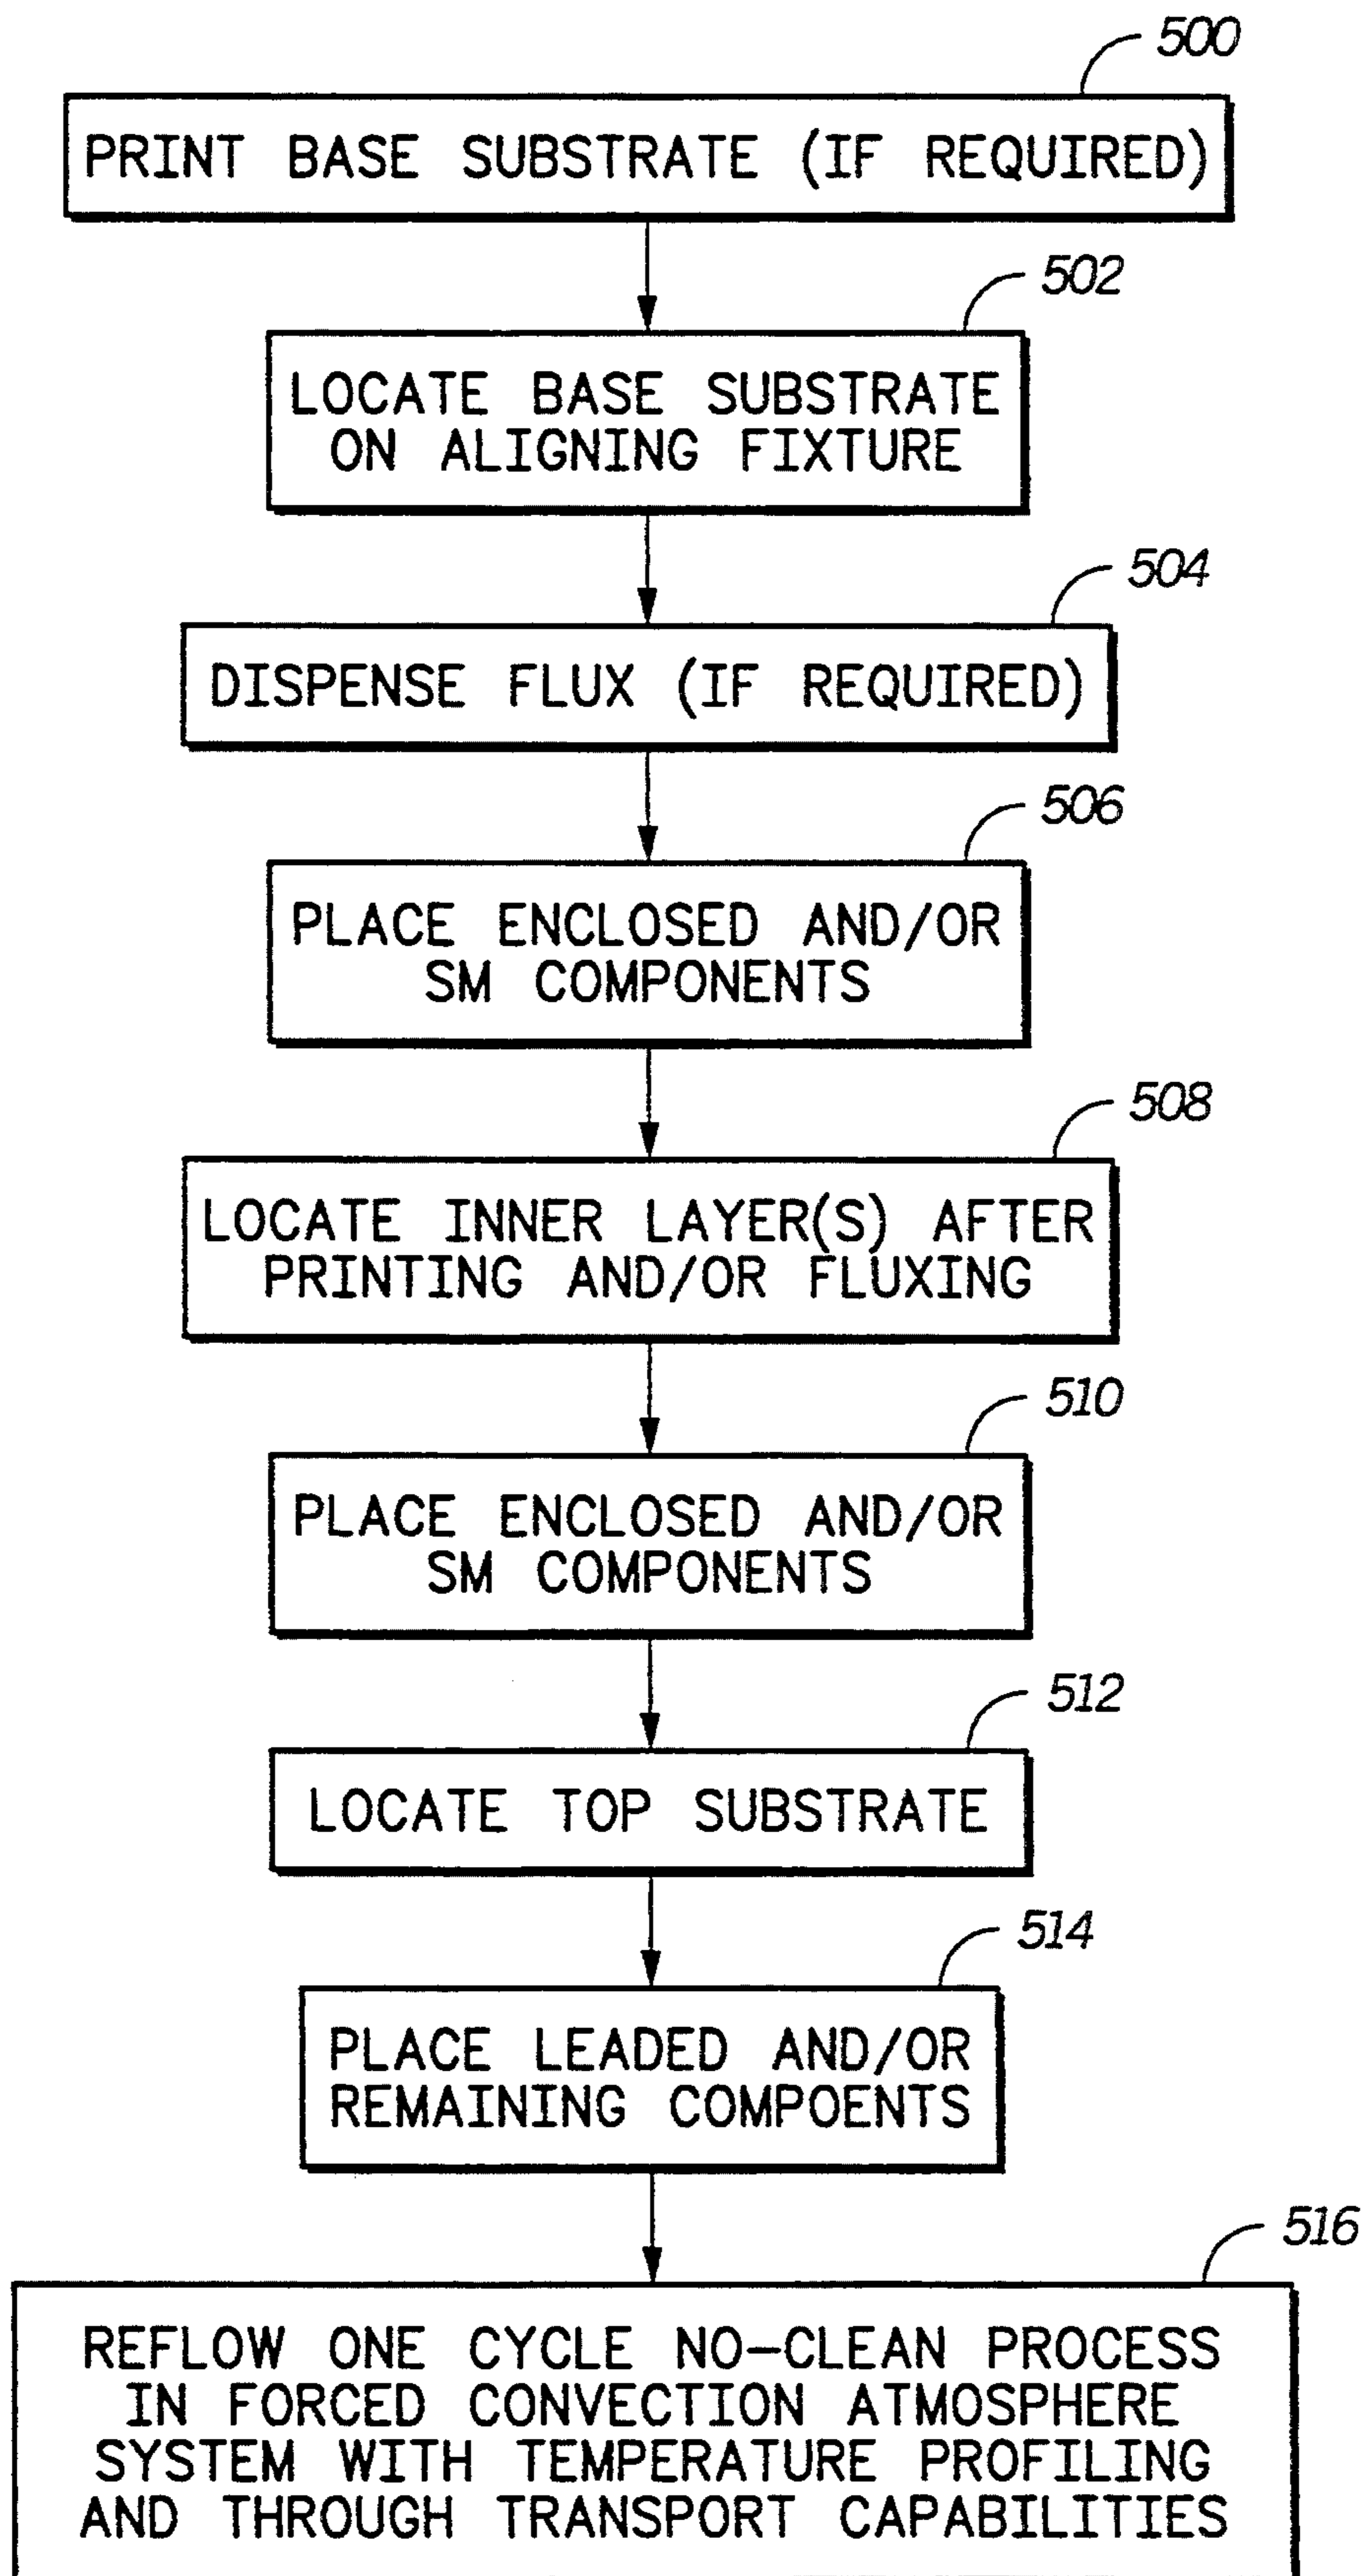 500
PRINT BASE SUBSTRATE (IF REQUIRED)
502
LOCATE BASE SUBSTRATE
ON ALIGNING FIXTURE
504
DISPENSE FLUX (IF REQUIRED)
506
PLACE ENCLOSED AND/OR
SM COMPONENTS
508
LOCATE INNER LAYER(S) AFTER
PRINTING AND/OR FLUXING
510
PLACE ENCLOSED AND/OR
SM COMPONENTS
512
LOCATE TOP SUBSTRATE
514
PLACE LEADED AND/OR
REMAINING COMPOENTS
516
REFLOW ONE CYCLE NO-CLEAN PROCESS
IN FORCED CONVECTION ATMOSPHERE
SYSTEM WITH TEMPERATURE PROFILING
AND THROUGH TRANSPORT CAPABILITIES